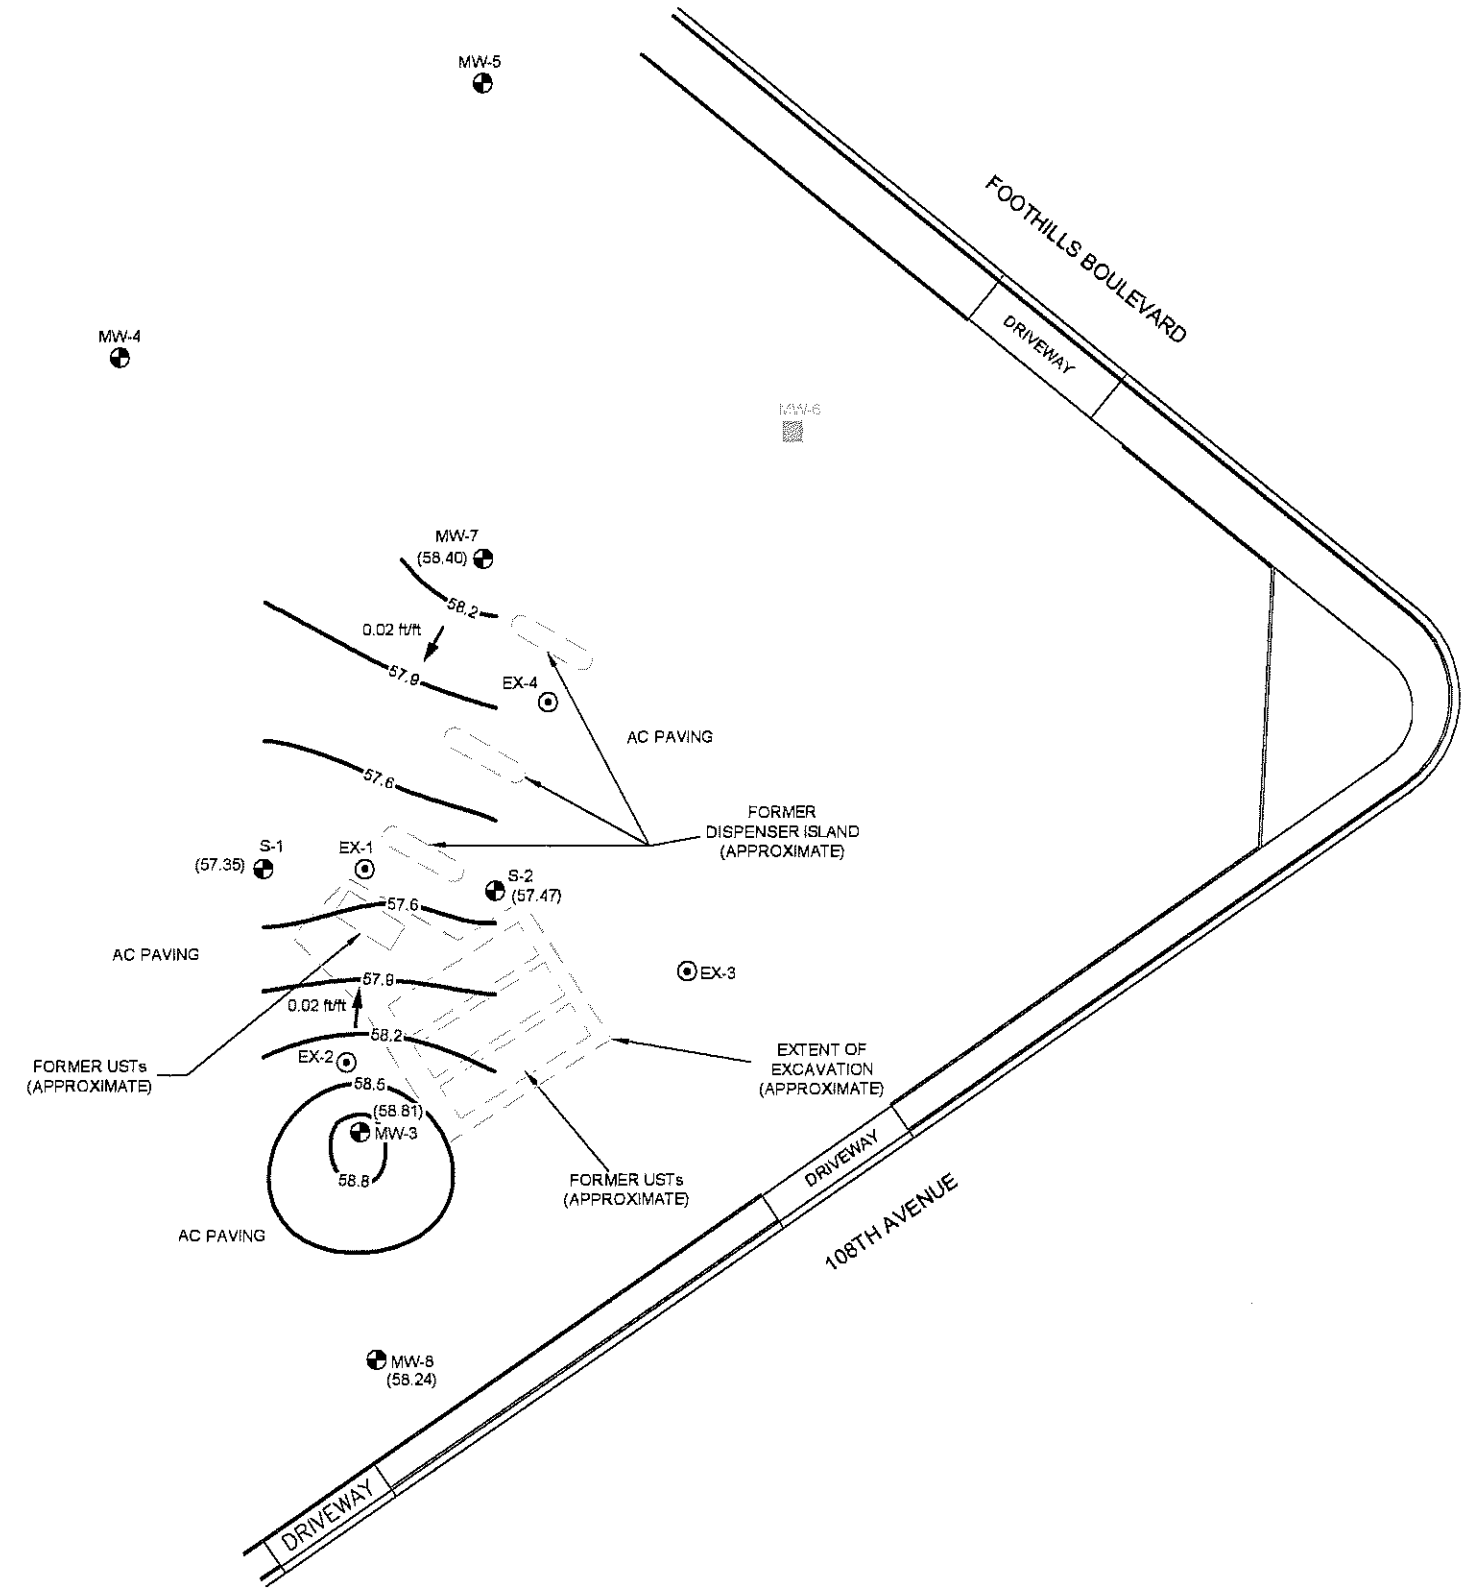 MW-5
FOOTHILLS BOULEVARD
DRIVEWAY
MW-4
MW-6
MW-7
(58.40)
58.2
0.02 ft/ft
57.9
EX-4
AC PAVING
57.6
FORMER
DISPENSER ISLAND
(APPROXIMATE)
S-1
(57.35)
EX-1
S-2
(57.47)
57.6
AC PAVING
EX-3
57.9
0.02 ft/ft
58.2
EX-2
FORMER USTs
(APPROXIMATE)
EXTENT OF
EXCAVATION
(APPROXIMATE)
58.5
(58.81)
MW-3
58.8
FORMER USTs
(APPROXIMATE)
DRIVEWAY
AC PAVING
108TH AVENUE
MW-8
(58.24)
DRIVEWAY